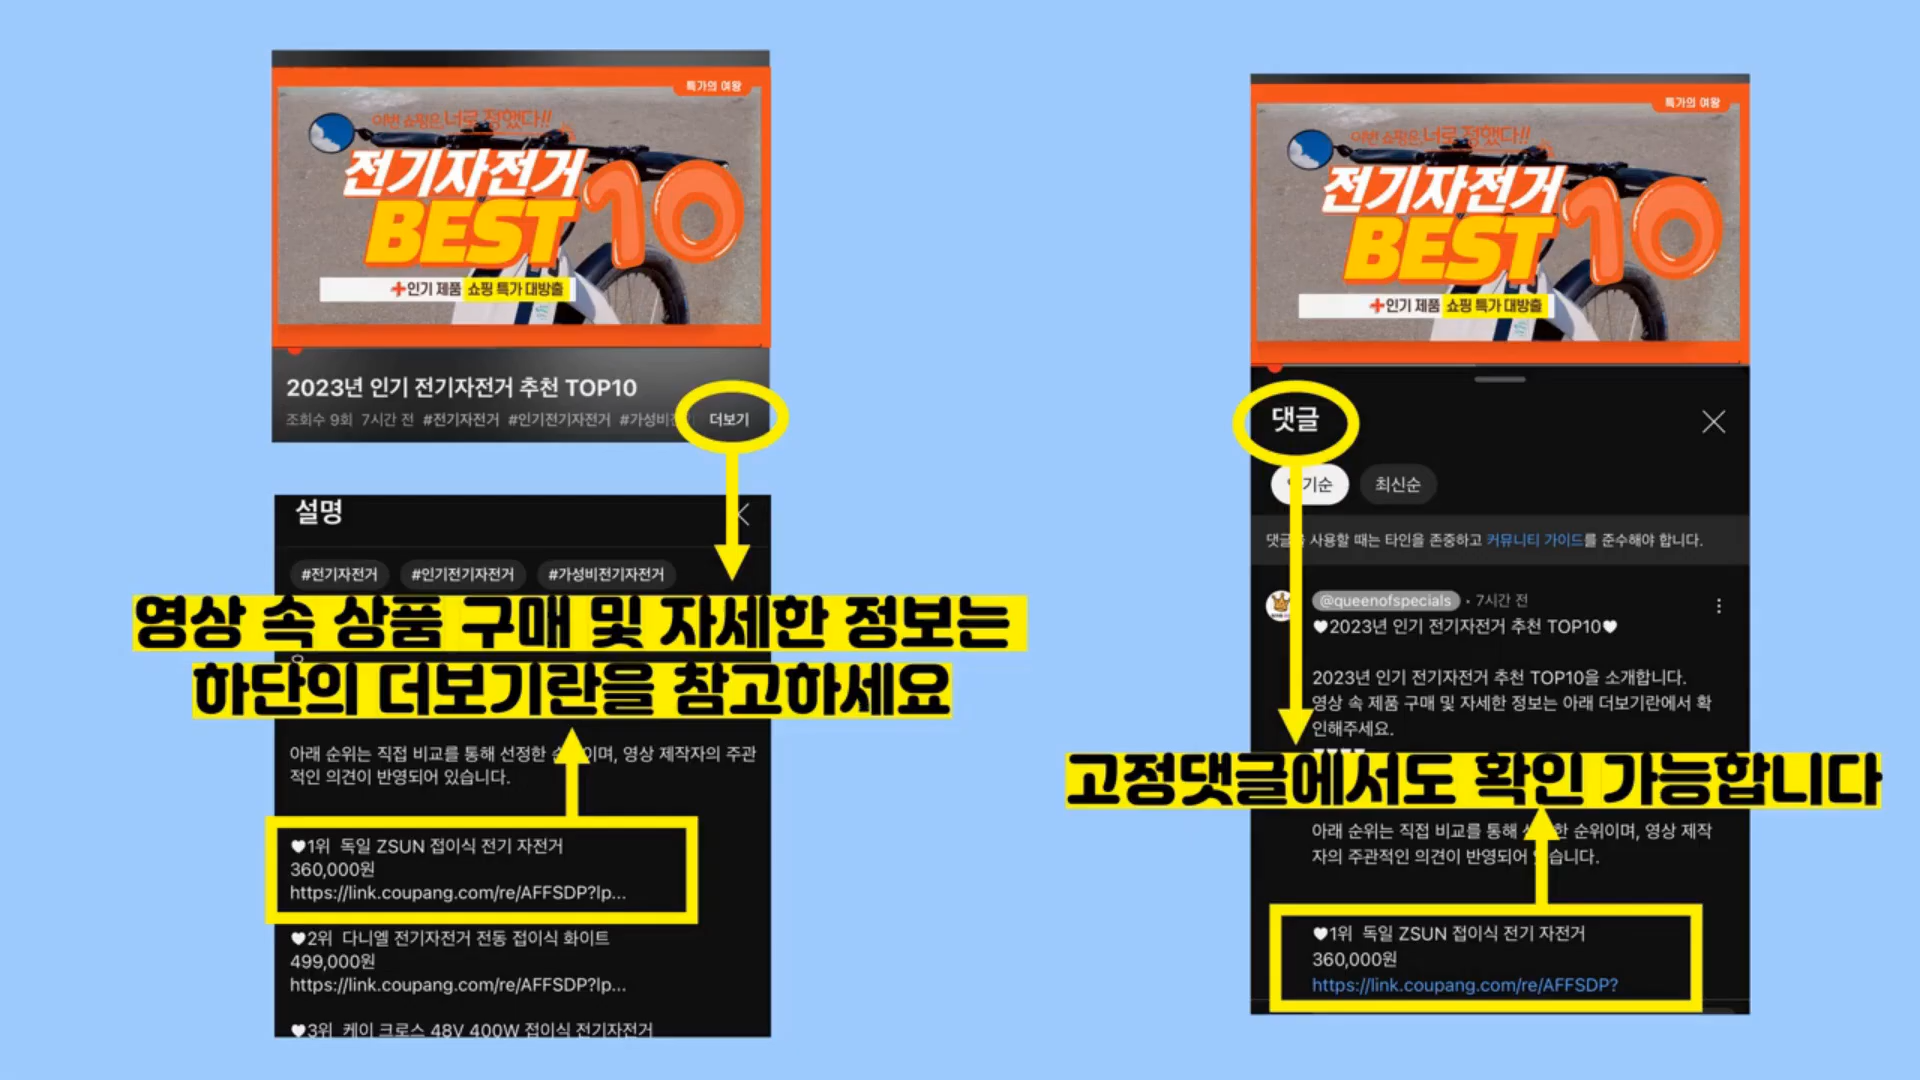 특가의 여왕
이번 쇼핑은 너로 정했다!!
전기자전거
BEST 10
+인기 제품 쇼핑 특가 대방출
2023년 인기 전기자전거 추천 TOP10
조회수 9회 7시간 전 #전기자전거 #인기전기자전거 #가성비전 더보기
설명
#전기자전거 #인기전기자전거 #가성비전기자전거
영상 속 상품 구매 및 자세한 정보는
하단의 더보기란을 참고하세요
아래 순위는 직접 비교를 통해 선정한 순위이며, 영상 제작자의 주관
적인 의견이 반영되어 있습니다.
♥1위 독일 ZSUN 접이식 전기 자전거
360,000원
https://link.coupang.com/re/AFFSDP?lp...
♥2위 다니엘 전기자전거 전동 접이식 화이트
499,000원
https://link.coupang.com/re/AFFSDP?lp...
♥3위 케이 크로스 48V 400W 접이식 전기자전거
특가의 여왕
이번 쇼핑은 너로 정했다!!
전기자전거
BEST 10
+인기 제품 쇼핑 특가 대방출
댓글
인기순 최신순
댓글을 사용할 때는 타인을 존중하고 커뮤니티 가이드를 준수해야 합니다.
@queenofspecials · 7시간 전
♥2023년 인기 전기자전거 추천 TOP10♥
2023년 인기 전기자전거 추천 TOP10을 소개합니다.
영상 속 제품 구매 및 자세한 정보는 아래 더보기란에서 확
인해주세요.
고정댓글에서도 확인 가능합니다
아래 순위는 직접 비교를 통해 선정한 순위이며, 영상 제작
자의 주관적인 의견이 반영되어 있습니다.
♥1위 독일 ZSUN 접이식 전기 자전거
360,000원
https://link.coupang.com/re/AFFSDP?